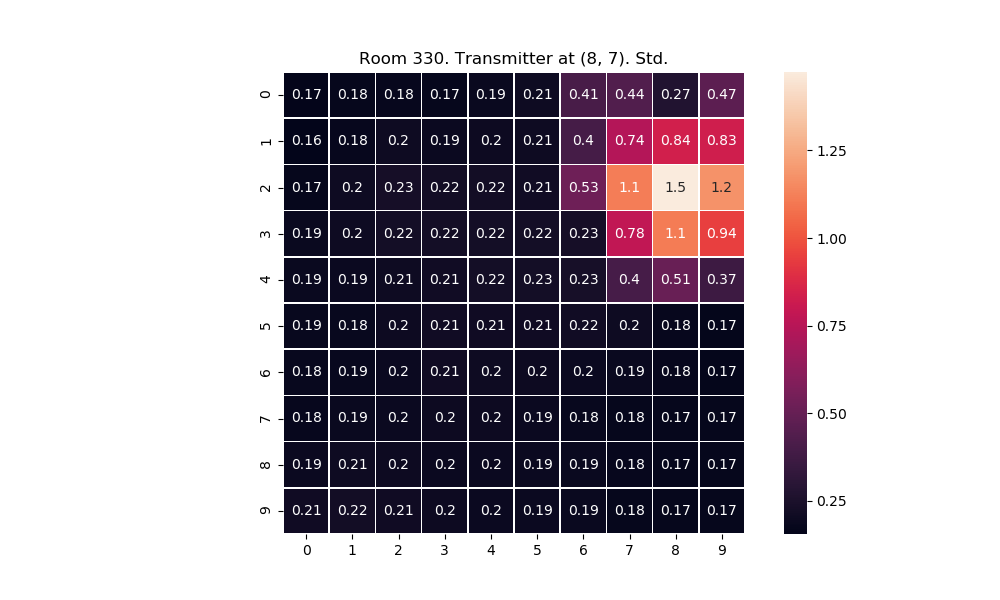 Room 330. Transmitter at (8, 7). Std.
0 0.17 0.18 0.18 0.17 0.19 0.21 0.41 0.44 0.27 0.47
1 0.16 0.18 0.2 0.19 0.2 0.21 0.4 0.74 0.84 0.83
2 0.17 0.2 0.23 0.22 0.22 0.21 0.53 1.1 1.5 1.2
3 0.19 0.2 0.22 0.22 0.22 0.22 0.23 0.78 1.1 0.94
4 0.19 0.19 0.21 0.21 0.22 0.23 0.23 0.4 0.51 0.37
5 0.19 0.18 0.2 0.21 0.21 0.21 0.22 0.2 0.18 0.17
6 0.18 0.19 0.2 0.21 0.2 0.2 0.2 0.19 0.18 0.17
7 0.18 0.19 0.2 0.2 0.2 0.19 0.18 0.18 0.17 0.17
8 0.19 0.21 0.2 0.2 0.2 0.19 0.19 0.18 0.17 0.17
9 0.21 0.22 0.21 0.2 0.2 0.19 0.19 0.18 0.17 0.17
0 1 2 3 4 5 6 7 8 9
1.25
1.00
0.75
0.50
0.25